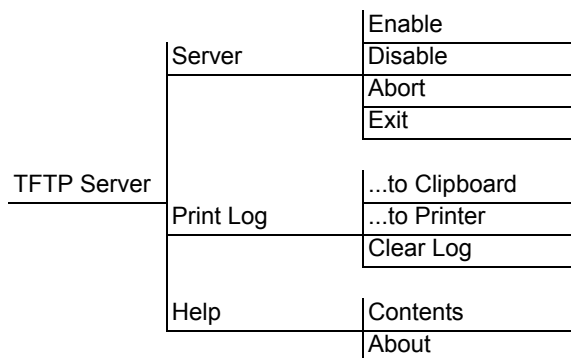 Enable
Server
Disable
Abort
Exit
TFTP Server
...to Clipboard
Print Log
...to Printer
Clear Log
Help
Contents
About